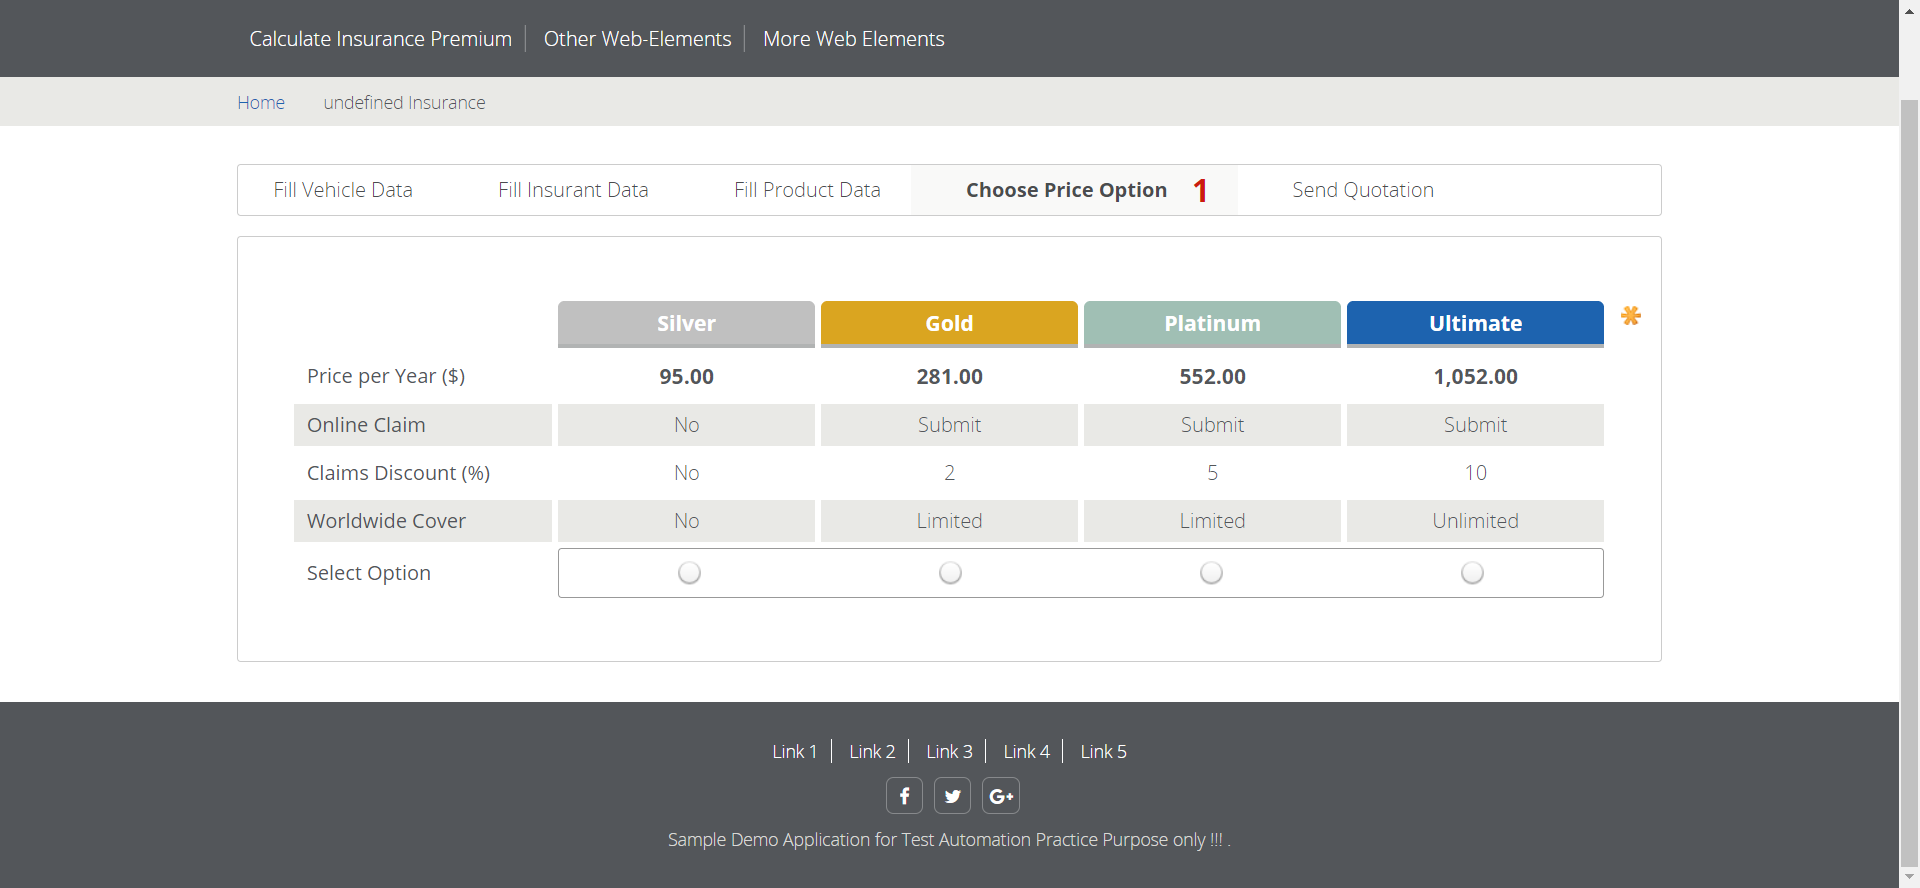 Calculate Insurance Premium Other Web-Elements More Web Elements
Home undefined Insurance
Fill Vehicle Data Fill Insurant Data Fill Product Data Choose Price Option 1 Send Quotation
Silver Gold Platinum Ultimate
Price per Year ($) 95.00 281.00 552.00 1,052.00
Online Claim No Submit Submit Submit
Claims Discount (%) No 2 5 10
Worldwide Cover No Limited Limited Unlimited
Select Option
Link 1 Link 2 Link 3 Link 4 Link 5
Sample Demo Application for Test Automation Practice Purpose only !!! .